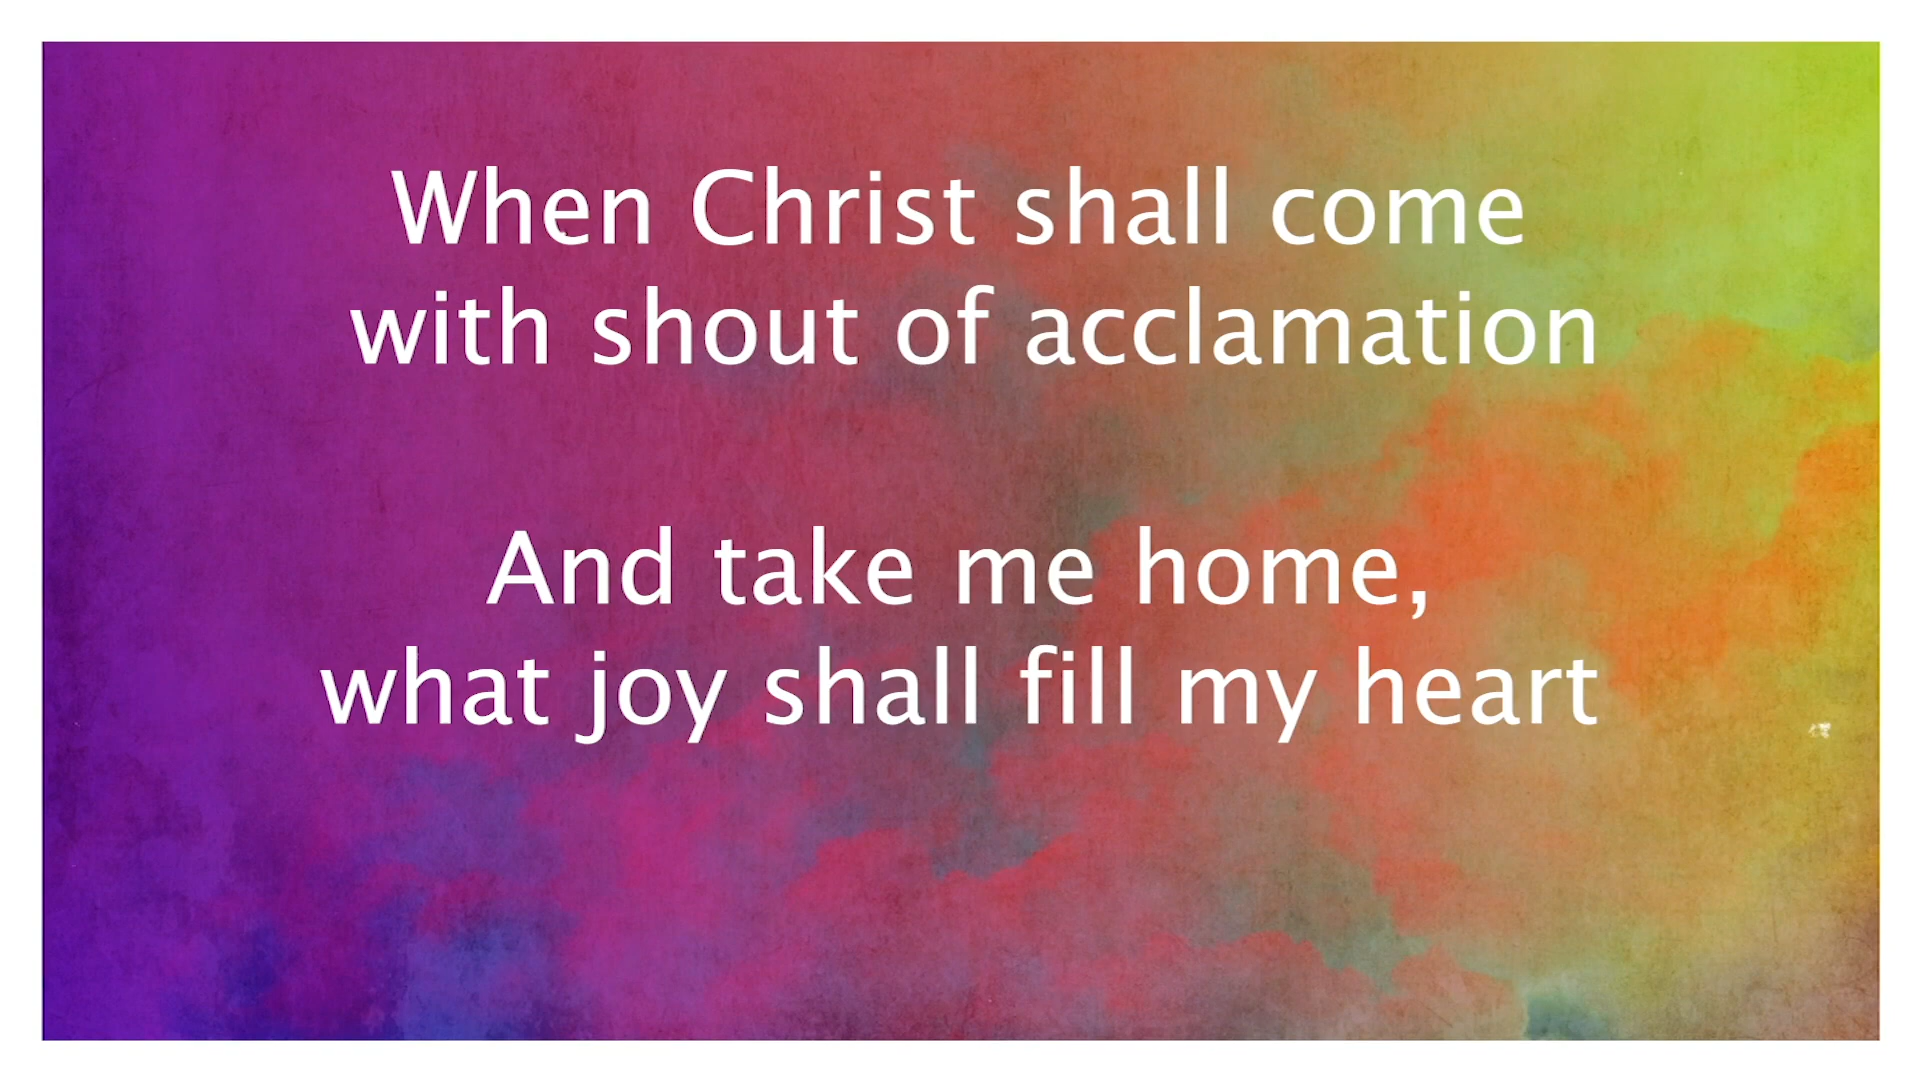 When Christ shall come
with shout of acclamation
And take me home,
what joy shall fill my heart